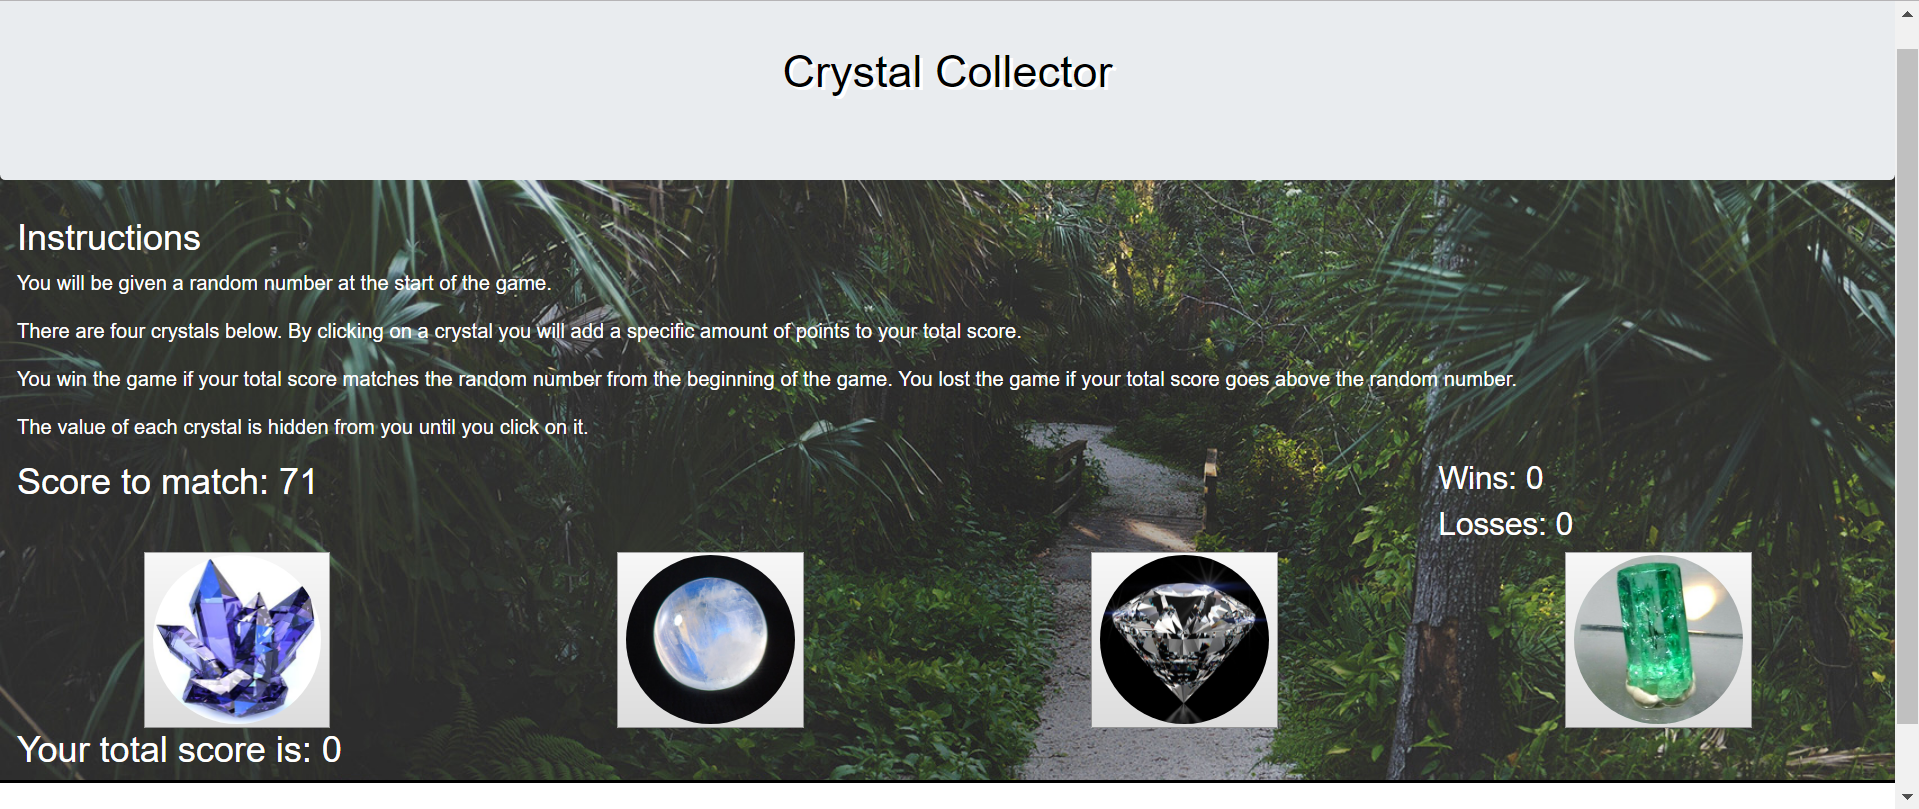 Crystal Collector
Instructions
You will be given a random number at the start of the game.
There are four crystals below. By clicking on a crystal you will add a specific amount of points to your total score.
You win the game if your total score matches the random number from the beginning of the game. You lost the game if your total score goes above the random number.
The value of each crystal is hidden from you until you click on it.
Score to match: 71
Wins: 0
Losses: 0
Your total score is: 0